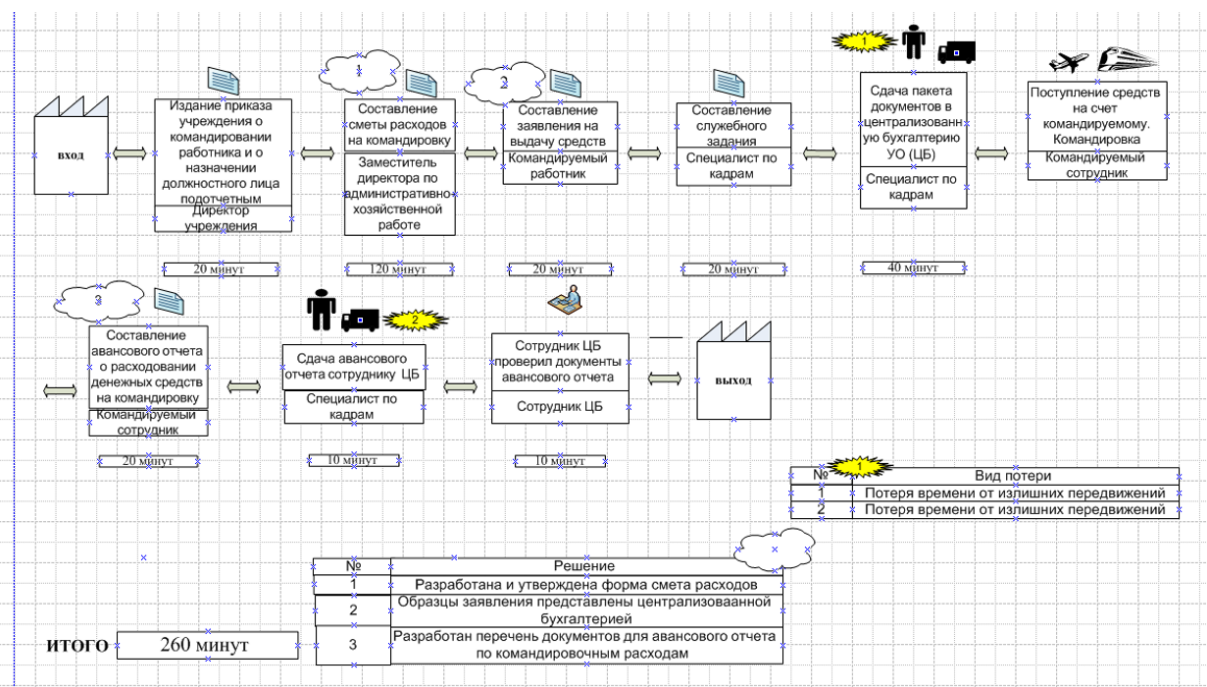 1
1
2
вход
Издание приказа
учреждения о
командировании
работника и о
назначении
должностного лица
подотчетным
Директор
учреждения
Составление
сметы расходов
на командировку
Заместитель
директора по
административно-
хозяйственной
работе
Составление
заявления на
выдачу средств
Командируемый
работник
Составление
служебного
задания
Специалист по
кадрам
Сдача пакета
документов в
централизованн
ую бухгалтерию
УО (ЦБ)
Специалист по
кадрам
Поступление средств
на счет
командируемому.
Командировка
Командируемый
сотрудник
20 минут
120 минут
20 минут
20 минут
40 минут
3
2
Составление
авансового отчета
о расходовании
денежных средств
на командировку
Командируемый
сотрудник
Сдача авансового
отчета сотруднику ЦБ
Специалист по
кадрам
Сотрудник ЦБ
проверил документы
авансового отчета
Сотрудник ЦБ
выход
20 минут
10 минут
10 минут
1
№ Вид потери
1 Потеря времени от излишних передвижений
2 Потеря времени от излишних передвижений
№ Решение
1 Разработана и утверждена форма смета расходов
2 Образцы заявления представлены централизоваанной
бухгалтерией
3 Разработан перечень документов для авансового отчета
по командировочным расходам
ИТОГО 260 минут